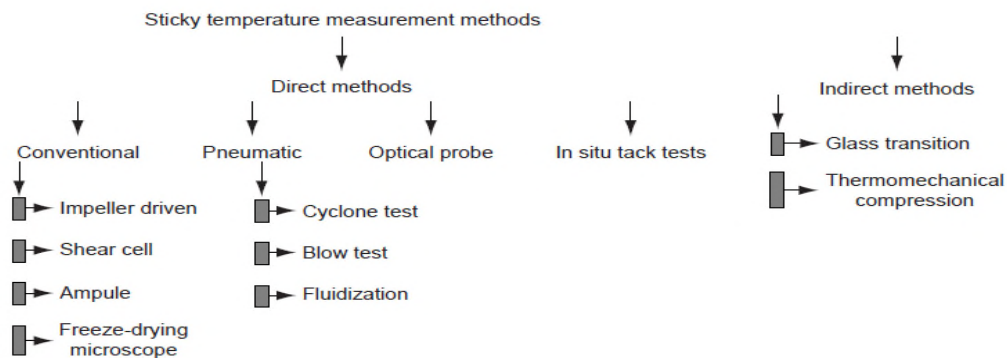 Sticky temperature measurement methods
Direct methods
Indirect methods
Conventional
Pneumatic
Optical probe
In situ tack tests
Glass transition
Thermomechanical
compression
Impeller driven
Shear cell
Ampule
Freeze-drying
microscope
Cyclone test
Blow test
Fluidization